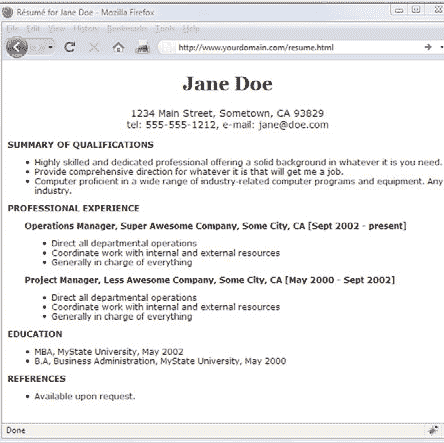 Résumé for Jane Doe - Mozilla Firefox
File Edit View History Bookmarks Tools Help
http://www.yourdomain.com/resume.html
Jane Doe
1234 Main Street, Sometown, CA 93829
tel: 555-555-1212, e-mail: jane@doe.com
SUMMARY OF QUALIFICATIONS
• Highly skilled and dedicated professional offering a solid background in whatever it is you need.
• Provide comprehensive direction for whatever it is that will get me a job.
• Computer proficient in a wide range of industry-related computer programs and equipment. Any
industry.
PROFESSIONAL EXPERIENCE
Operations Manager, Super Awesome Company, Some City, CA [Sept 2002 - present]
• Direct all departmental operations
• Coordinate work with internal and external resources
• Generally in charge of everything
Project Manager, Less Awesome Company, Some City, CA [May 2000 - Sept 2002]
• Direct all departmental operations
• Coordinate work with internal and external resources
• Generally in charge of everything
EDUCATION
• MBA, MyState University, May 2002
• B.A, Business Administration, MyState University, May 2000
REFERENCES
• Available upon request.
Done